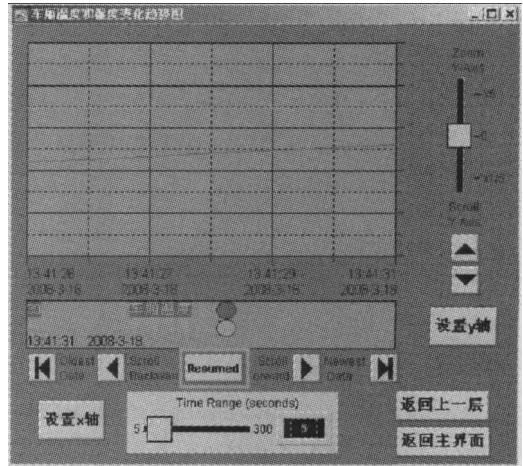 车厢温度和湿度变化趋势图
Zoom
Y-Axis
13:41:26 13:41:27 13:41:29 13:41:31
2008-3-18 2008-3-18 2008-3-18 2008-3-18
Scroll
Y-Axis
13:41:31 2008-3-18
设置y轴
Oldest Scroll Resumed Scroll Newest
Data Data
设置x轴
Time Range (seconds)
5 300 5
返回上一层
返回主界面